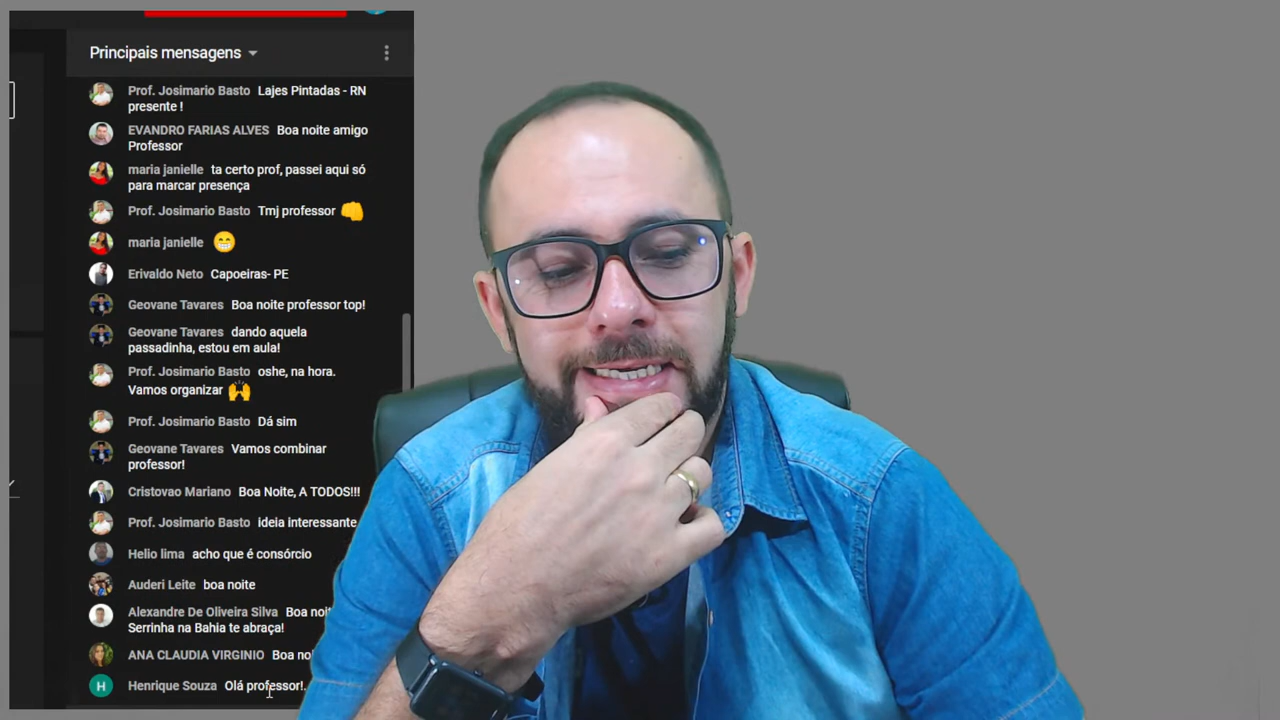 Principais mensagens
Prof. Josimario Basto Lajes Pintadas - RN
presente !
EVANDRO FARIAS ALVES Boa noite amigo
Professor
maria janielle ta certo prof, passei aqui só
para marcar presença
Prof. Josimario Basto Tmj professor 👊
maria janielle 😁
Erivaldo Neto Capoeiras- PE
Geovane Tavares Boa noite professor top!
Geovane Tavares dando aquela
passadinha, estou em aula!
Prof. Josimario Basto oshe, na hora.
Vamos organizar 🙌
Prof. Josimario Basto Dá sim
Geovane Tavares Vamos combinar
professor!
Cristovao Mariano Boa Noite, A TODOS!!!
Prof. Josimario Basto ideia interessante
Helio lima acho que é consórcio
Auderi Leite boa noite
Alexandre De Oliveira Silva Boa
Serrinha na Bahia te abraça!
ANA CLAUDIA VIRGINIO Boa
H Henrique Souza Olá professor!.